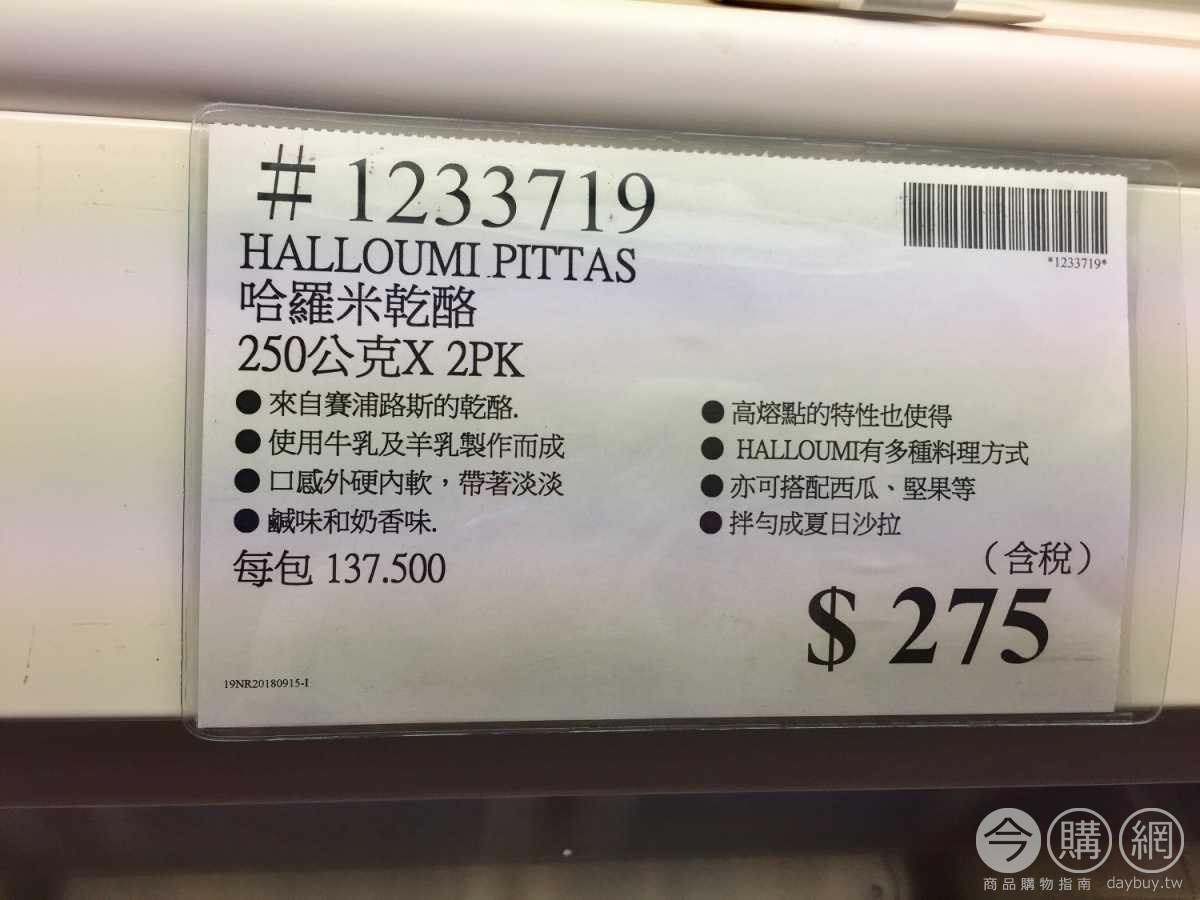 #1233719
*1233719*
HALLOUMI PITTAS
哈羅米乾酪
250公克X 2PK
●來自賽浦路斯的乾酪.
●使用牛乳及羊乳製作而成
●口感外硬內軟，帶著淡淡
●鹹味和奶香味.
●高熔點的特性也使得
●HALLOUMI有多種料理方式
●亦可搭配西瓜、堅果等
●拌勻成夏日沙拉
每包 137.500
（含稅）
$ 275
19NR20180915-I
今購網
商品購物指南 daybuy.tw